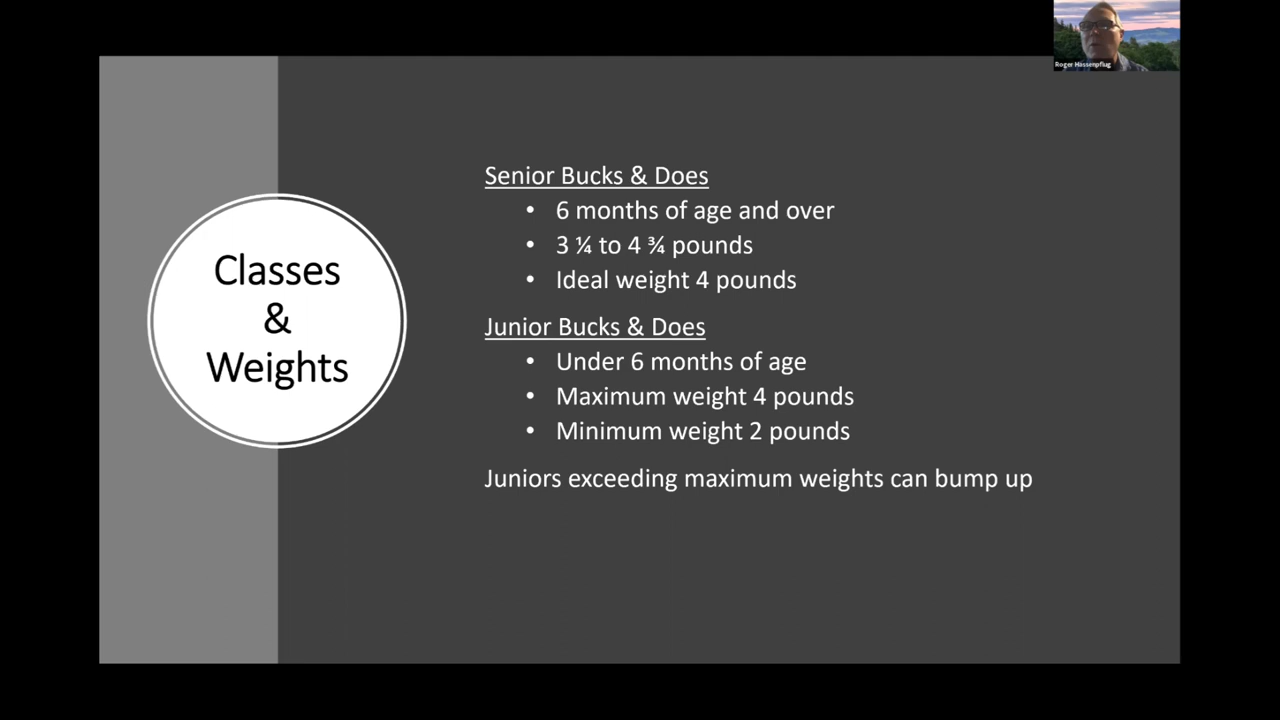 Roger Hassenpflug
Classes
&
Weights
Senior Bucks & Does
• 6 months of age and over
• 3 ¼ to 4 ¾ pounds
• Ideal weight 4 pounds
Junior Bucks & Does
• Under 6 months of age
• Maximum weight 4 pounds
• Minimum weight 2 pounds
Juniors exceeding maximum weights can bump up